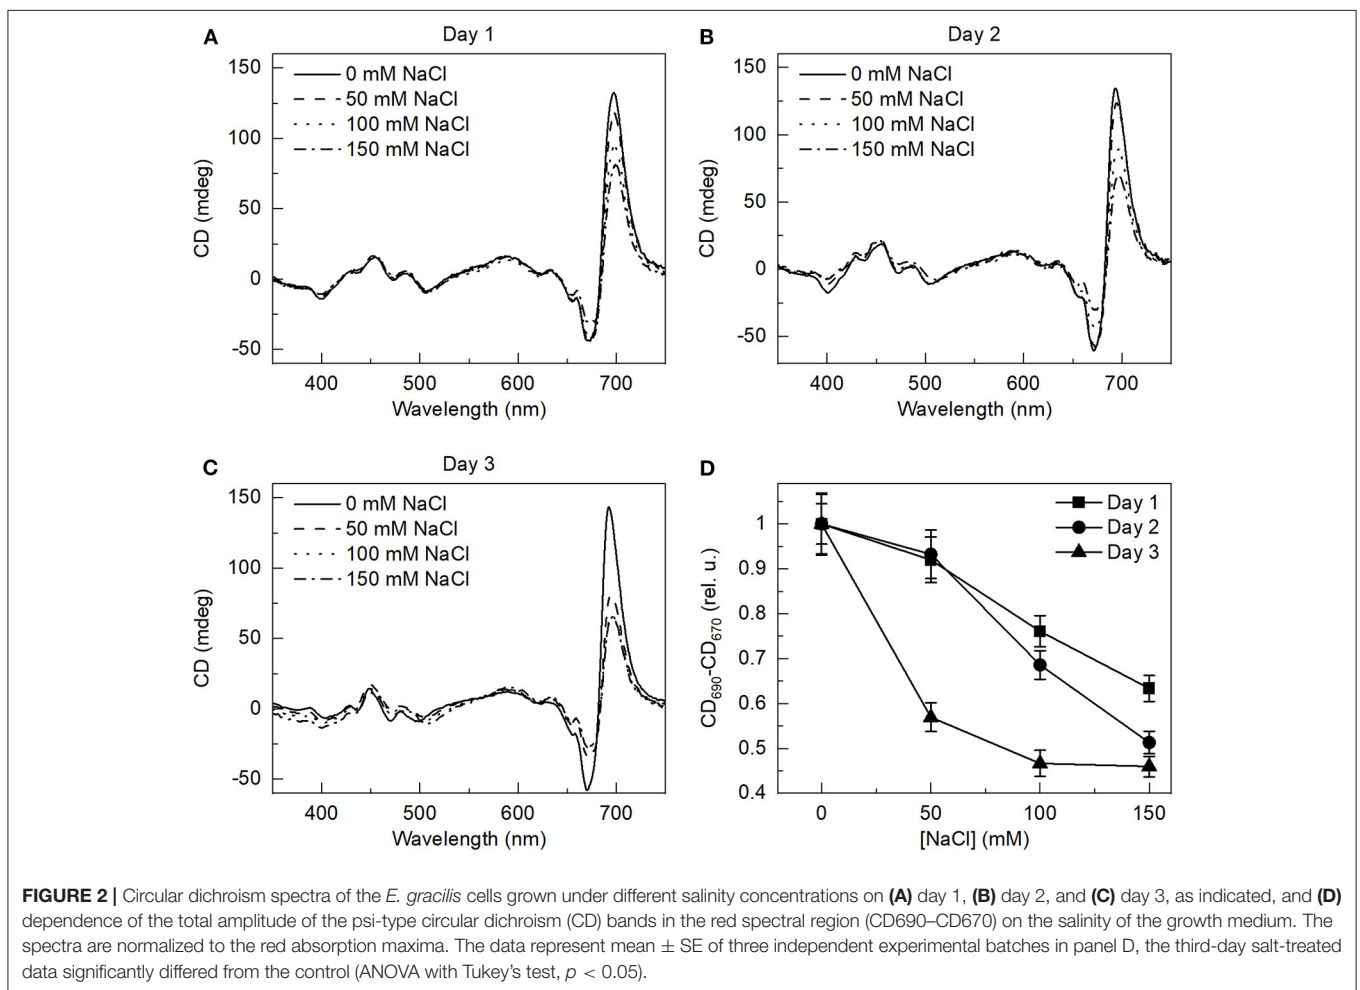 A
Day 1
150
100
50
0
-50
CD (mdeg)
0 mM NaCl
50 mM NaCl
100 mM NaCl
150 mM NaCl
400
500
600
700
Wavelength (nm)
B
Day 2
150
100
50
0
-50
CD (mdeg)
0 mM NaCl
50 mM NaCl
100 mM NaCl
150 mM NaCl
400
500
600
700
Wavelength (nm)
C
Day 3
150
100
50
0
-50
CD (mdeg)
0 mM NaCl
50 mM NaCl
100 mM NaCl
150 mM NaCl
400
500
600
700
Wavelength (nm)
D
1
0.9
0.8
0.7
0.6
0.5
0.4
CD690-CD670 (rel. u.)
Day 1
Day 2
Day 3
0
50
100
150
[NaCl] (mM)
FIGURE 2 | Circular dichroism spectra of the E. gracilis cells grown under different salinity concentrations on (A) day 1, (B) day 2, and (C) day 3, as indicated, and (D)
dependence of the total amplitude of the psi-type circular dichroism (CD) bands in the red spectral region (CD690–CD670) on the salinity of the growth medium. The
spectra are normalized to the red absorption maxima. The data represent mean ± SE of three independent experimental batches in panel D, the third-day salt-treated
data significantly differed from the control (ANOVA with Tukey's test, p < 0.05).